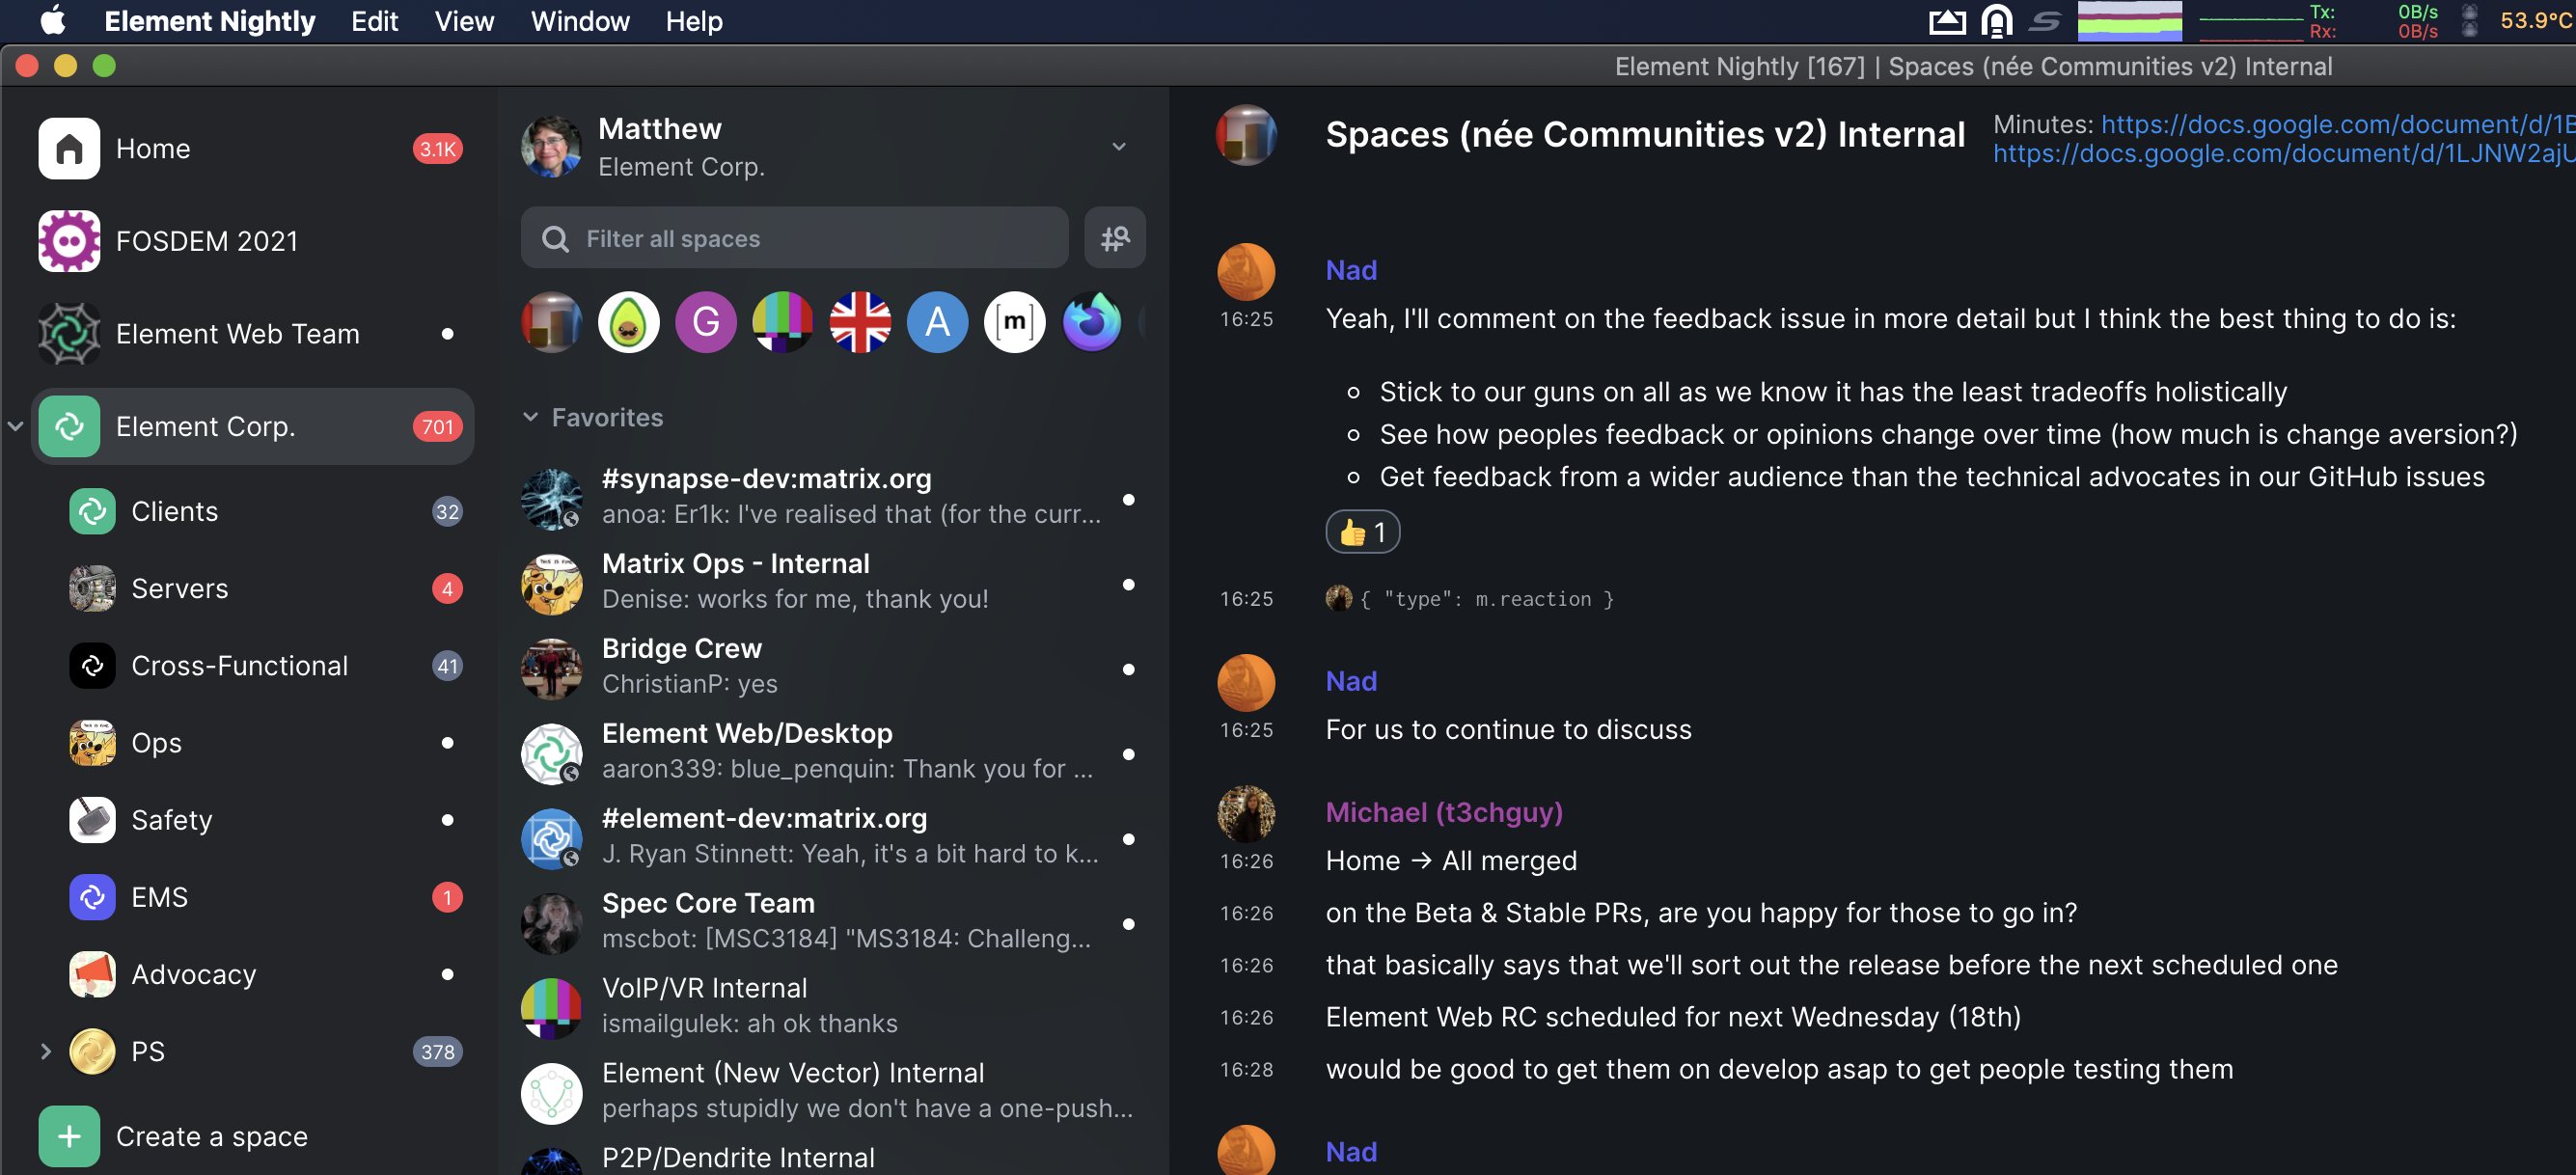 Element Nightly Edit View Window Help
Tx: 0B/s
Rx: 0B/s
53.9°C
Element Nightly [167] | Spaces (née Communities v2) Internal
Home 3.1K
FOSDEM 2021
Element Web Team
Element Corp. 701
Clients 32
Servers 4
Cross-Functional 41
Ops
Safety
EMS 1
Advocacy
PS 378
Create a space
Matthew
Element Corp.
Filter all spaces
G A [m]
Favorites
#synapse-dev:matrix.org
anoa: Er1k: I've realised that (for the curr...
Matrix Ops - Internal
Denise: works for me, thank you!
Bridge Crew
ChristianP: yes
Element Web/Desktop
aaron339: blue_penquin: Thank you for ...
#element-dev:matrix.org
J. Ryan Stinnett: Yeah, it's a bit hard to k...
Spec Core Team
mscbot: [MSC3184] "MS3184: Challeng...
VoIP/VR Internal
ismailgulek: ah ok thanks
Element (New Vector) Internal
perhaps stupidly we don't have a one-push...
P2P/Dendrite Internal
Spaces (née Communities v2) Internal
Minutes: https://docs.google.com/document/d/1B
https://docs.google.com/document/d/1LJNW2ajU
Nad
16:25 Yeah, I'll comment on the feedback issue in more detail but I think the best thing to do is:
Stick to our guns on all as we know it has the least tradeoffs holistically
See how peoples feedback or opinions change over time (how much is change aversion?)
Get feedback from a wider audience than the technical advocates in our GitHub issues
👍 1
16:25 { "type": m.reaction }
Nad
16:25 For us to continue to discuss
Michael (t3chguy)
16:26 Home → All merged
16:26 on the Beta & Stable PRs, are you happy for those to go in?
16:26 that basically says that we'll sort out the release before the next scheduled one
16:26 Element Web RC scheduled for next Wednesday (18th)
16:28 would be good to get them on develop asap to get people testing them
Nad